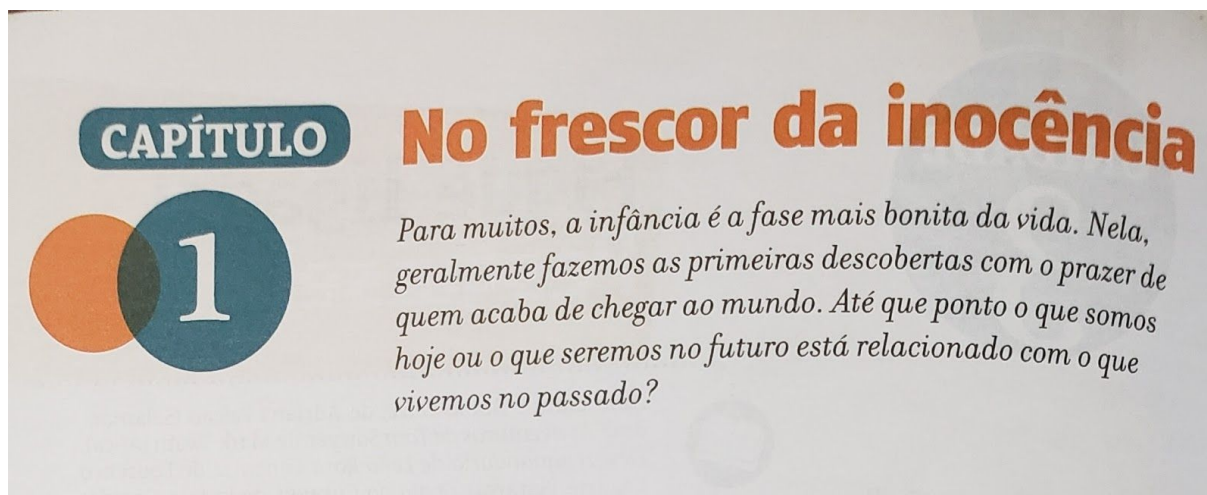 CAPÍTULO
1
No frescor da inocência
Para muitos, a infância é a fase mais bonita da vida. Nela,
geralmente fazemos as primeiras descobertas com o prazer de
quem acaba de chegar ao mundo. Até que ponto o que somos
hoje ou o que seremos no futuro está relacionado com o que
vivemos no passado?